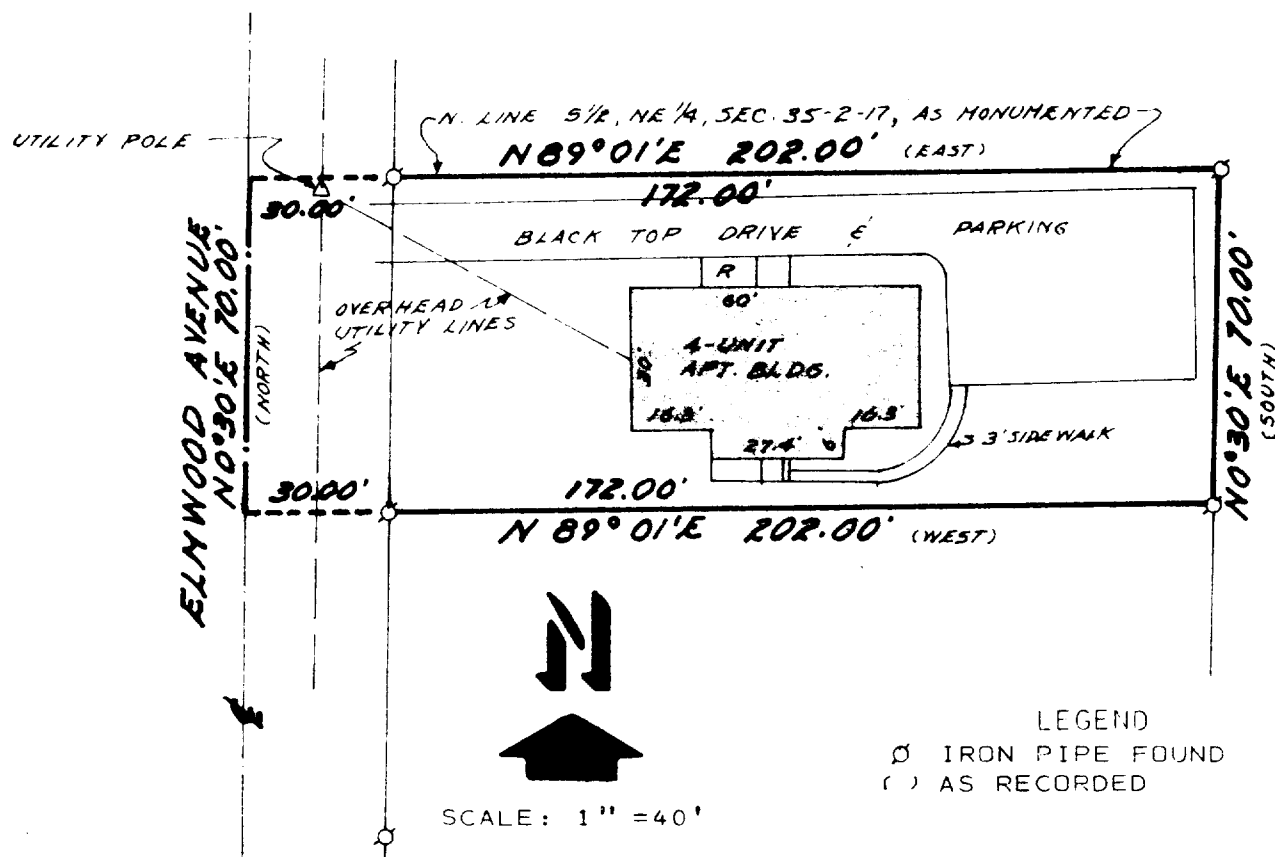 N. LINE S 1/2, NE 1/4, SEC. 35-2-17, AS MONUMENTED
UTILITY POLE
N 89°01'E 202.00' (EAST)
30.00'
172.00'
BLACK TOP DRIVE & PARKING
ELMWOOD AVENUE
N0°30'E 70.00'
(NORTH)
R
60'
OVERHEAD
UTILITY LINES
4-UNIT
APT. BLDG.
30'
16.3'
16.3'
27.4'
6'
3' SIDEWALK
N0°30'E 70.00'
(SOUTH)
30.00'
172.00'
N 89°01'E 202.00' (WEST)
N
LEGEND
Ø IRON PIPE FOUND
( ) AS RECORDED
SCALE: 1" =40'